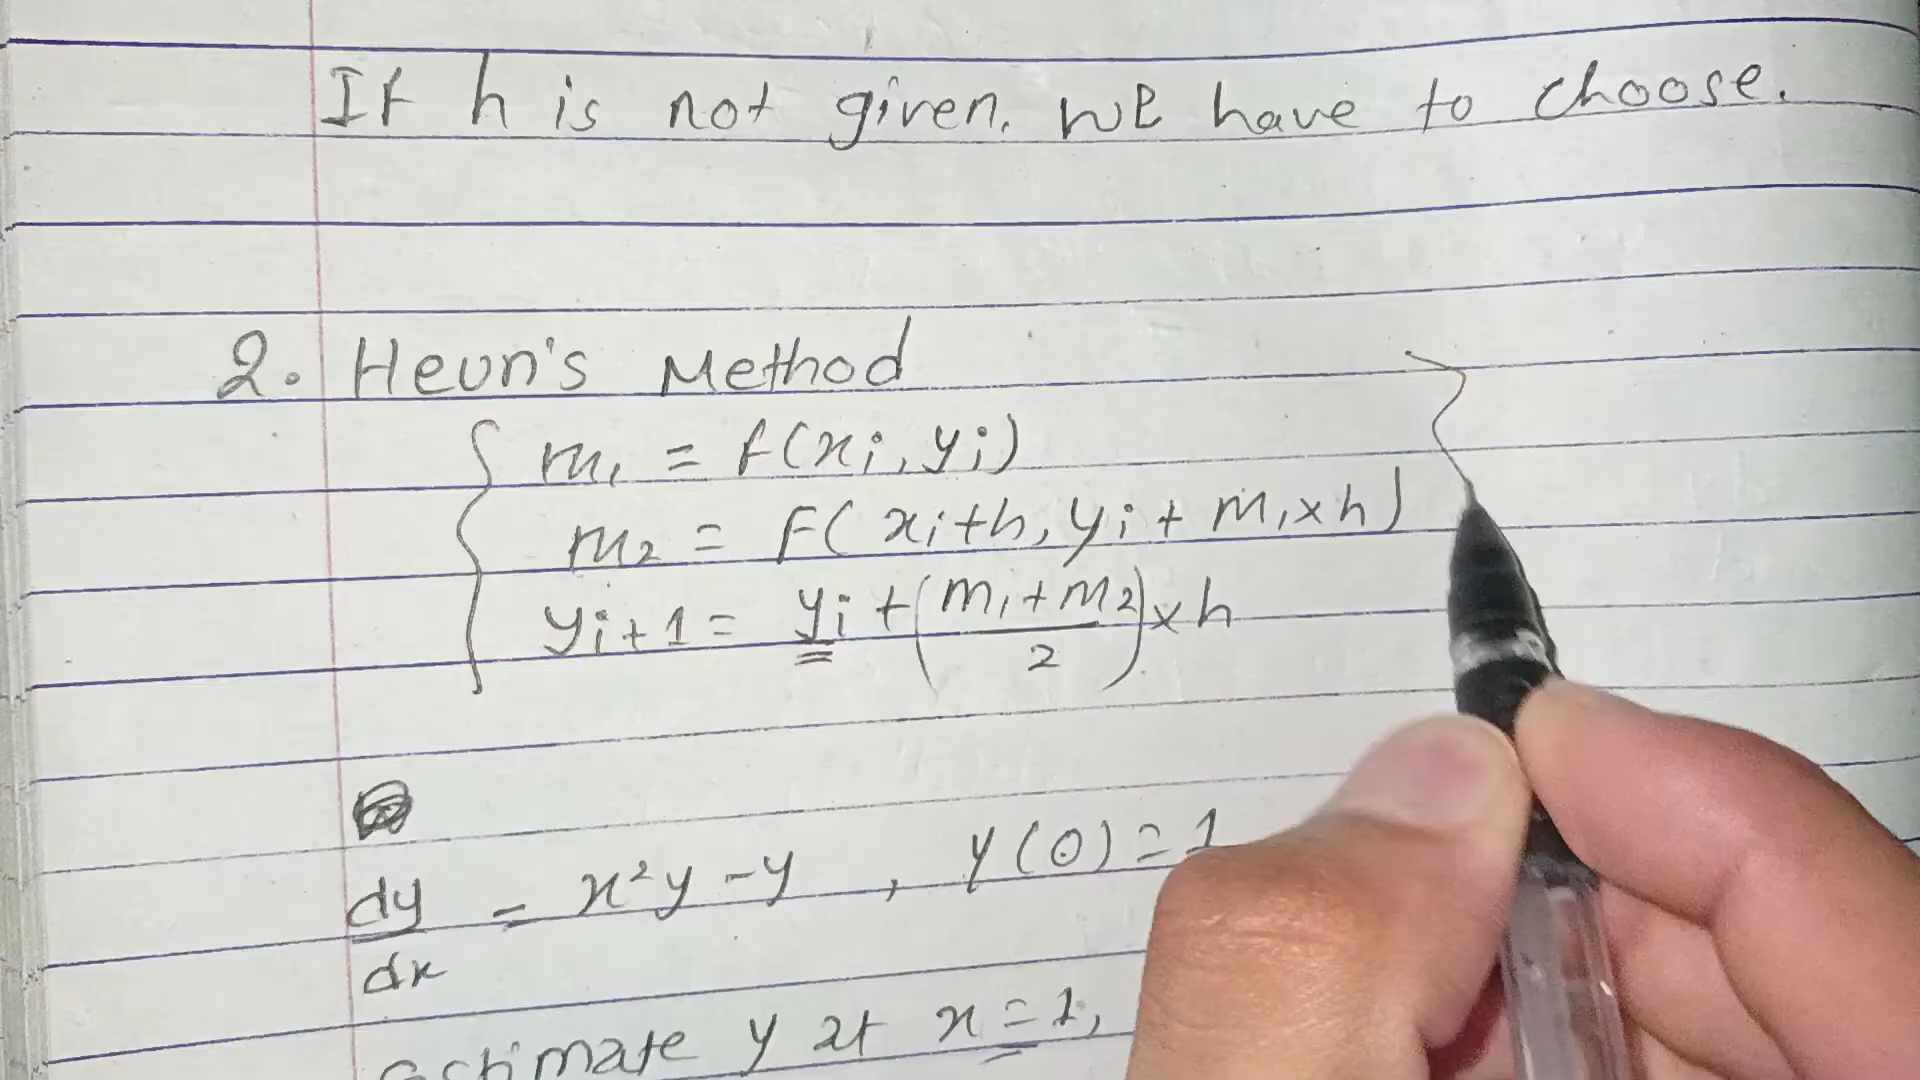 If h is not given, we have to choose.
2. Heun's Method
m₁ = f(xi, yi)
m₂ = F(xi+h, yi + m₁xh)
yi+1 = yi + (m₁+m₂/2) x h
dy/dx = x²y - y , y(0) = 1
estimate y at x = 1,